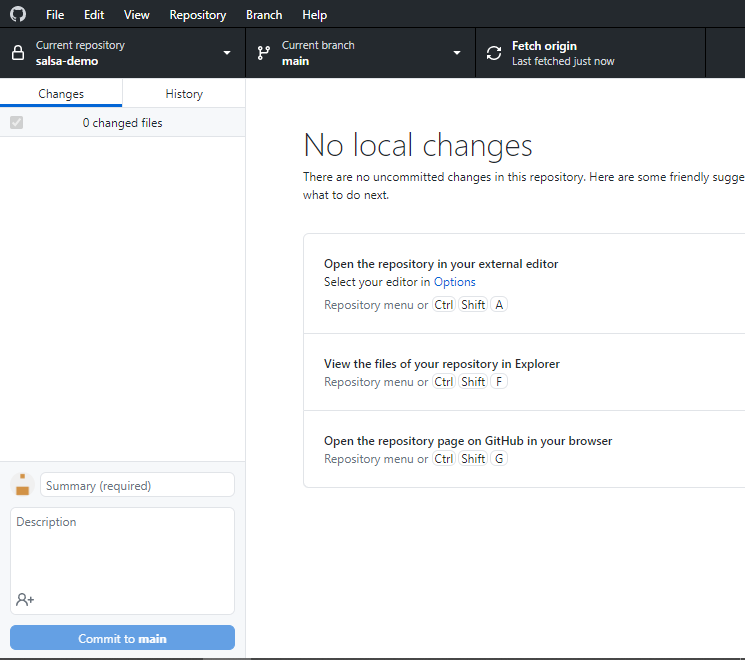 File Edit View Repository Branch Help
Current repository
salsa-demo
Current branch
main
Fetch origin
Last fetched just now
Changes History
0 changed files
No local changes
There are no uncommitted changes in this repository. Here are some friendly sugge
what to do next.
Open the repository in your external editor
Select your editor in Options
Repository menu or Ctrl Shift A
View the files of your repository in Explorer
Repository menu or Ctrl Shift F
Open the repository page on GitHub in your browser
Repository menu or Ctrl Shift G
Summary (required)
Description
Commit to main